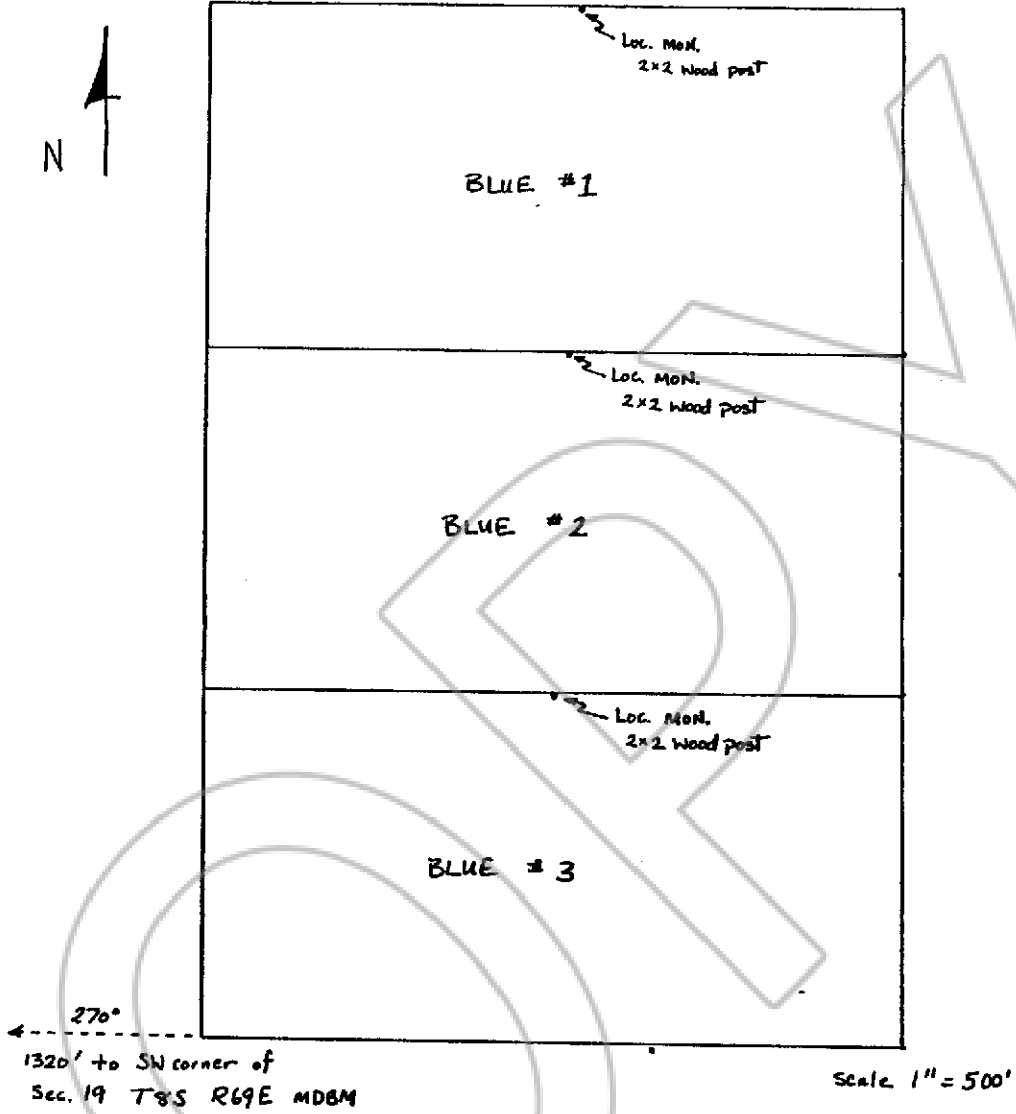 Loc. MON.
2×2 Wood post
N
BLUE #1
Loc. MON.
2×2 Wood post
BLUE #2
Loc. MON.
2×2 Wood post
BLUE #3
270°
1320' to SW corner of
Sec. 19 T8S R69E MDBM
Scale 1" = 500'